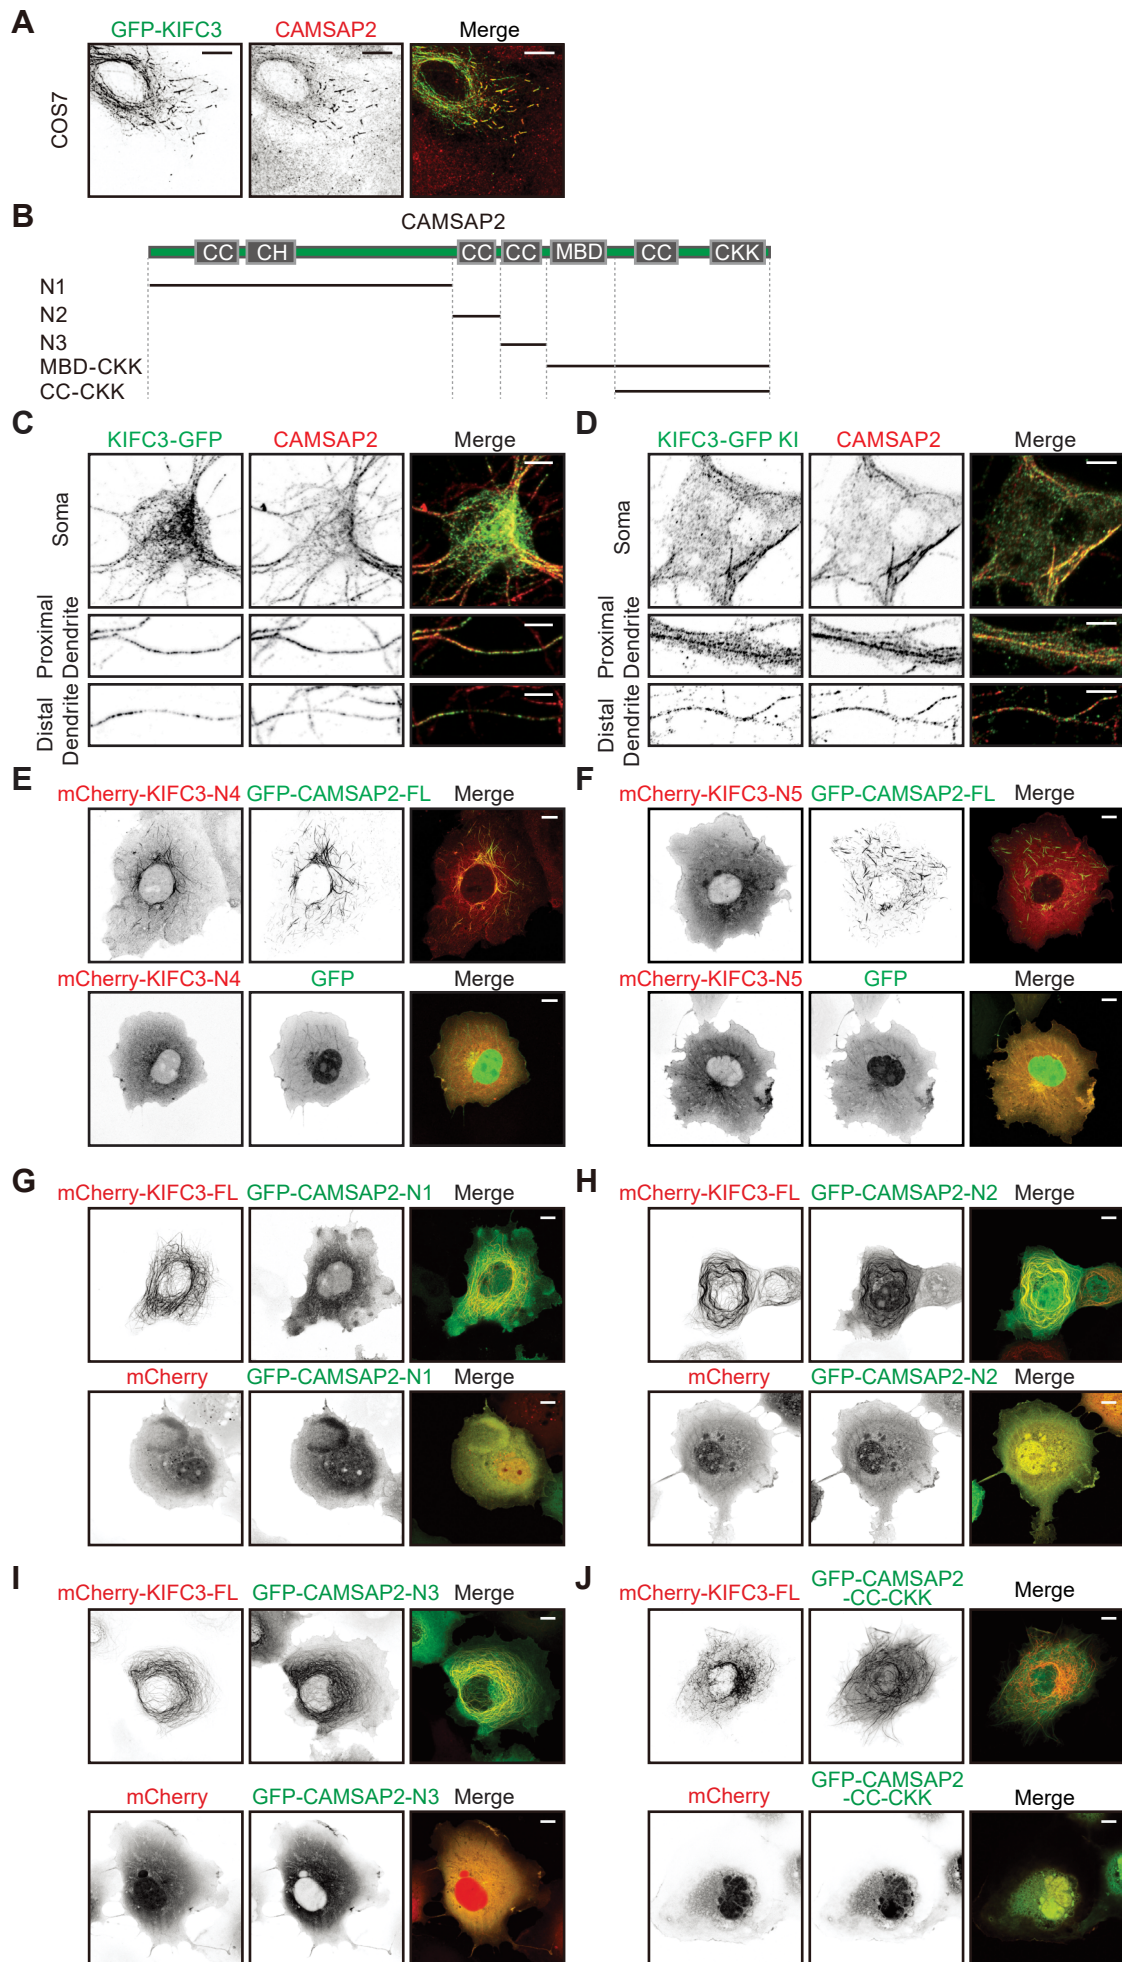 A
GFP-KIFC3 CAMSAP2 Merge
COS7
B
CAMSAP2
CC CH CC CC MBD CC CKK
N1
N2
N3
MBD-CKK
CC-CKK
C
KIFC3-GFP CAMSAP2 Merge
Soma
Proximal
Dendrite
Distal
Dendrite
D
KIFC3-GFP KI CAMSAP2 Merge
Soma
Proximal
Dendrite
Distal
Dendrite
E
mCherry-KIFC3-N4 GFP-CAMSAP2-FL Merge
mCherry-KIFC3-N4 GFP Merge
F
mCherry-KIFC3-N5 GFP-CAMSAP2-FL Merge
mCherry-KIFC3-N5 GFP Merge
G
mCherry-KIFC3-FL GFP-CAMSAP2-N1 Merge
mCherry GFP-CAMSAP2-N1 Merge
H
mCherry-KIFC3-FL GFP-CAMSAP2-N2 Merge
mCherry GFP-CAMSAP2-N2 Merge
I
mCherry-KIFC3-FL GFP-CAMSAP2-N3 Merge
mCherry GFP-CAMSAP2-N3 Merge
J
mCherry-KIFC3-FL GFP-CAMSAP2
-CC-CKK Merge
mCherry GFP-CAMSAP2
-CC-CKK Merge